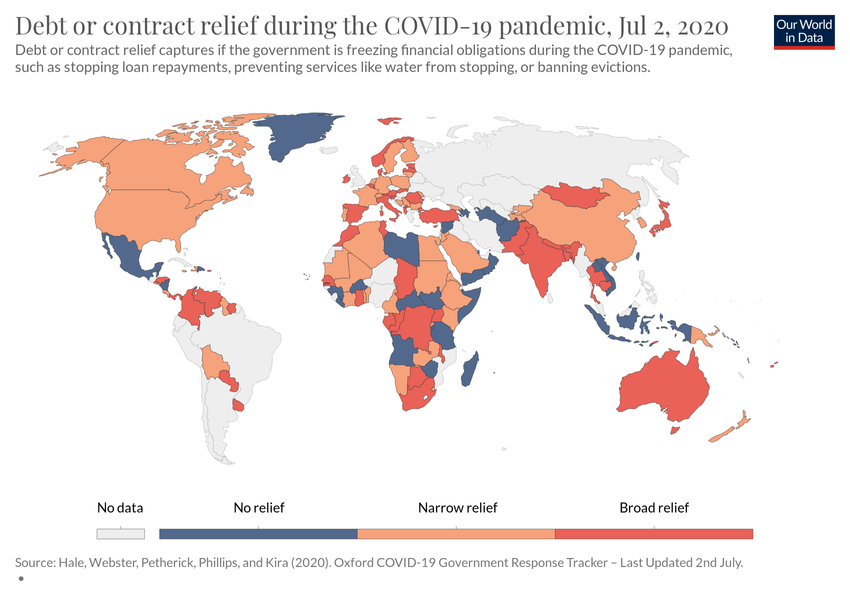 Debt or contract relief during the COVID-19 pandemic, Jul 2, 2020
Our World
in Data
Debt or contract relief captures if the government is freezing financial obligations during the COVID-19 pandemic,
such as stopping loan repayments, preventing services like water from stopping, or banning evictions.
No data
No relief
Narrow relief
Broad relief
Source: Hale, Webster, Petherick, Phillips, and Kira (2020). Oxford COVID-19 Government Response Tracker – Last Updated 2nd July.
•